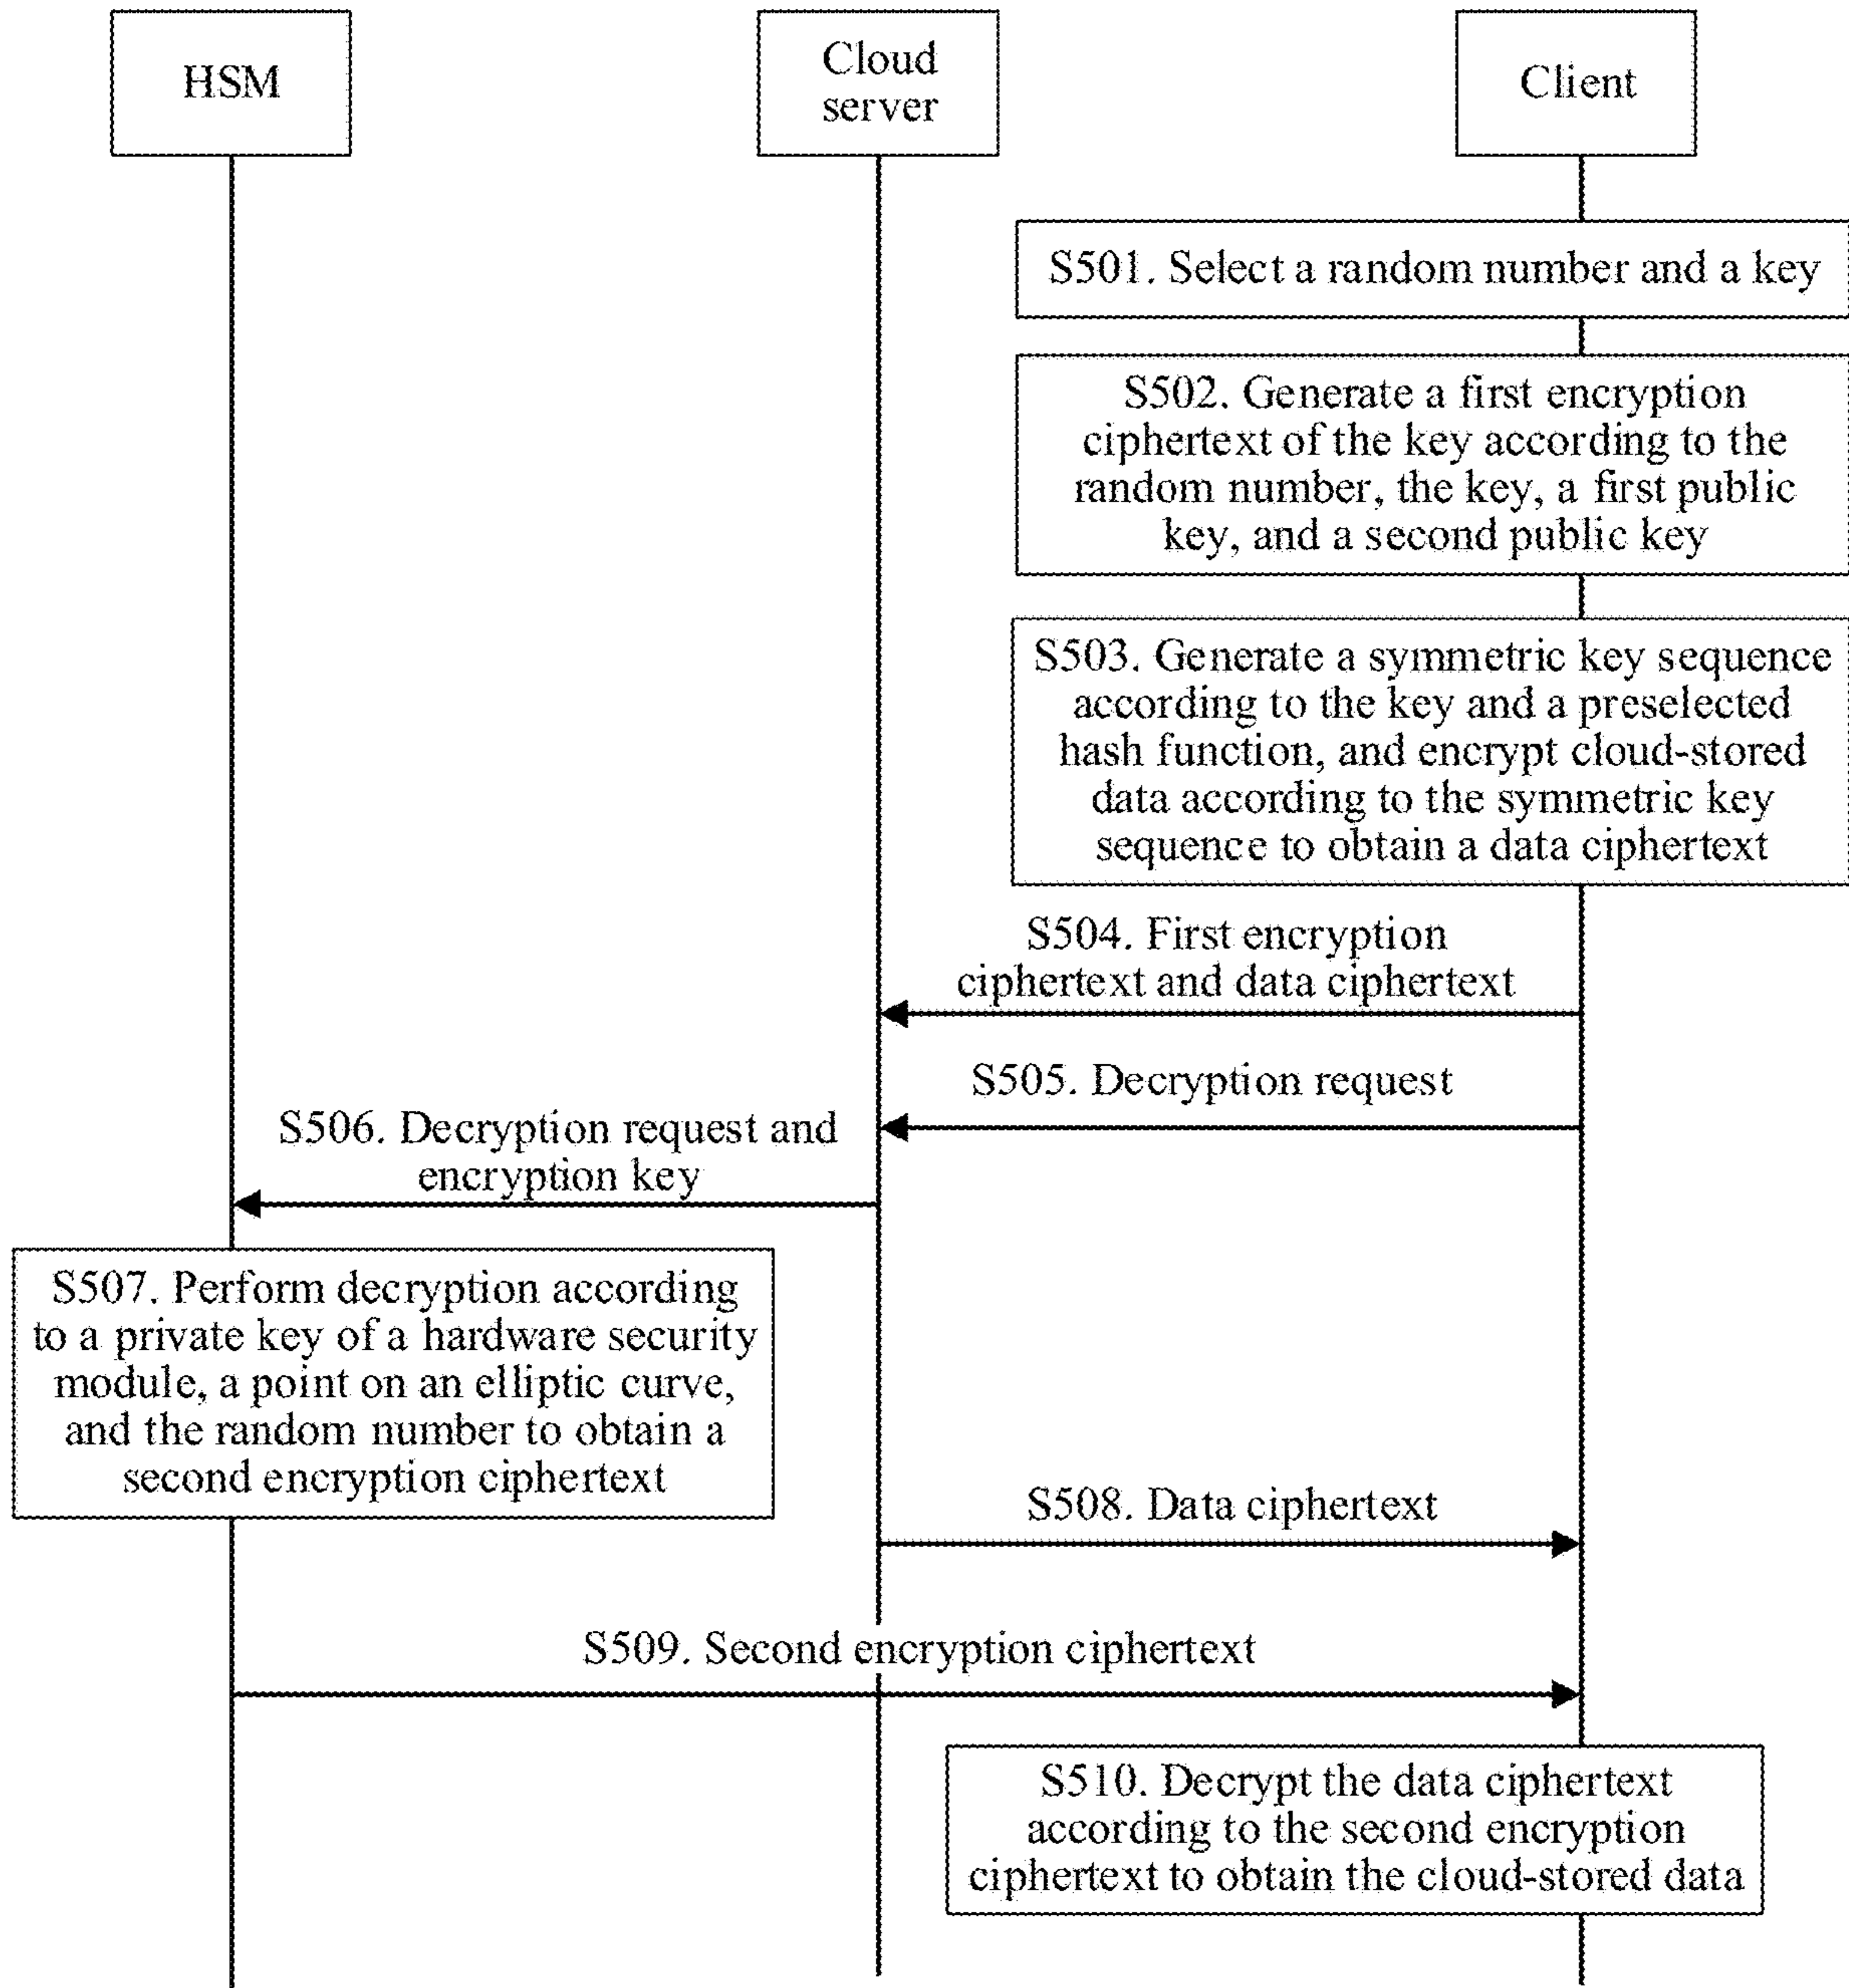 HSM
Cloud
server
Client
S501. Select a random number and a key
S502. Generate a first encryption
ciphertext of the key according to the
random number, the key, a first public
key, and a second public key
S503. Generate a symmetric key sequence
according to the key and a preselected
hash function, and encrypt cloud-stored
data according to the symmetric key
sequence to obtain a data ciphertext
S504. First encryption
ciphertext and data ciphertext
S505. Decryption request
S506. Decryption request and
encryption key
S507. Perform decryption according
to a private key of a hardware security
module, a point on an elliptic curve,
and the random number to obtain a
second encryption ciphertext
S508. Data ciphertext
S509. Second encryption ciphertext
S510. Decrypt the data ciphertext
according to the second encryption
ciphertext to obtain the cloud-stored data